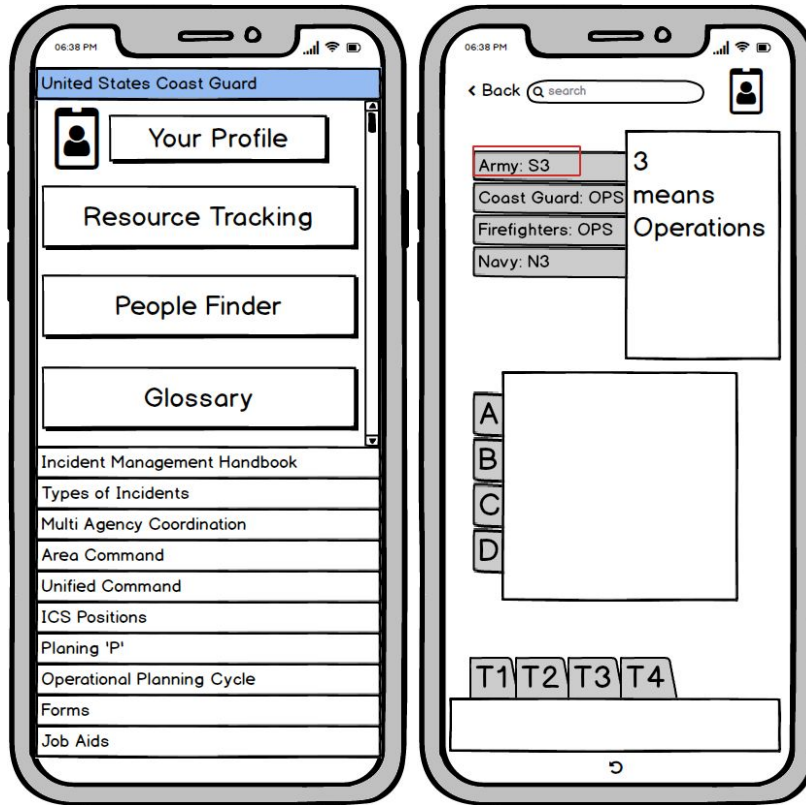 06:38 PM
United States Coast Guard
Your Profile
Resource Tracking
People Finder
Glossary
Incident Management Handbook
Types of Incidents
Multi Agency Coordination
Area Command
Unified Command
ICS Positions
Planing 'P'
Operational Planning Cycle
Forms
Job Aids
06:38 PM
< Back
search
Army: S3
Coast Guard: OPS
Firefighters: OPS
Navy: N3
3
means
Operations
A
B
C
D
T1 T2 T3 T4